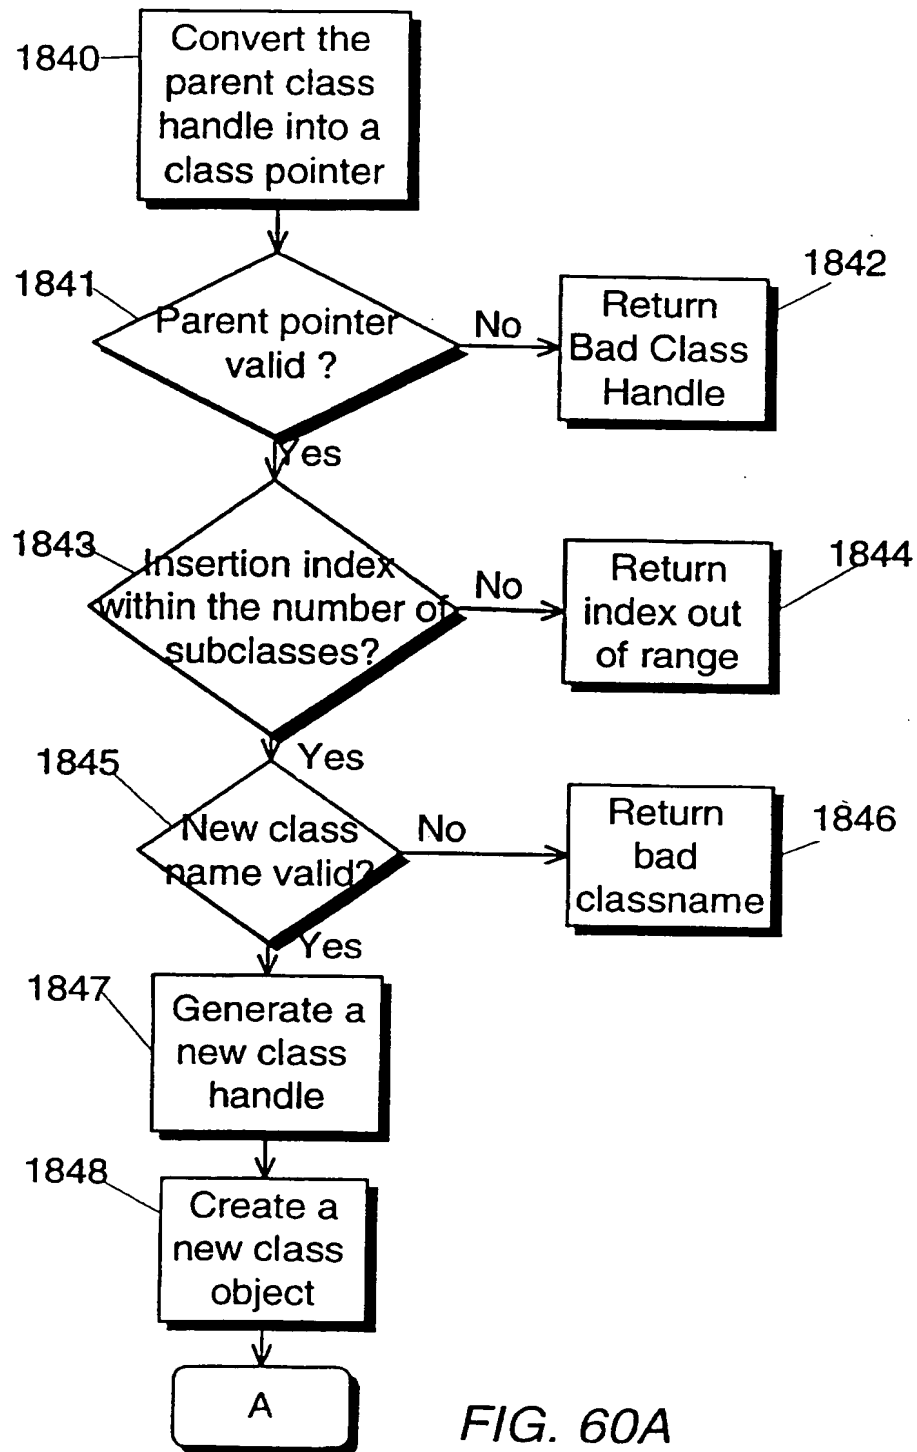 1840
Convert the
parent class
handle into a
class pointer
1841
Parent pointer
valid ?
No
1842
Return
Bad Class
Handle
Yes
1843
Insertion index
within the number of
subclasses?
No
1844
Return
index out
of range
Yes
1845
New class
name valid?
No
1846
Return
bad
classname
Yes
1847
Generate a
new class
handle
1848
Create a
new class
object
A
FIG. 60A